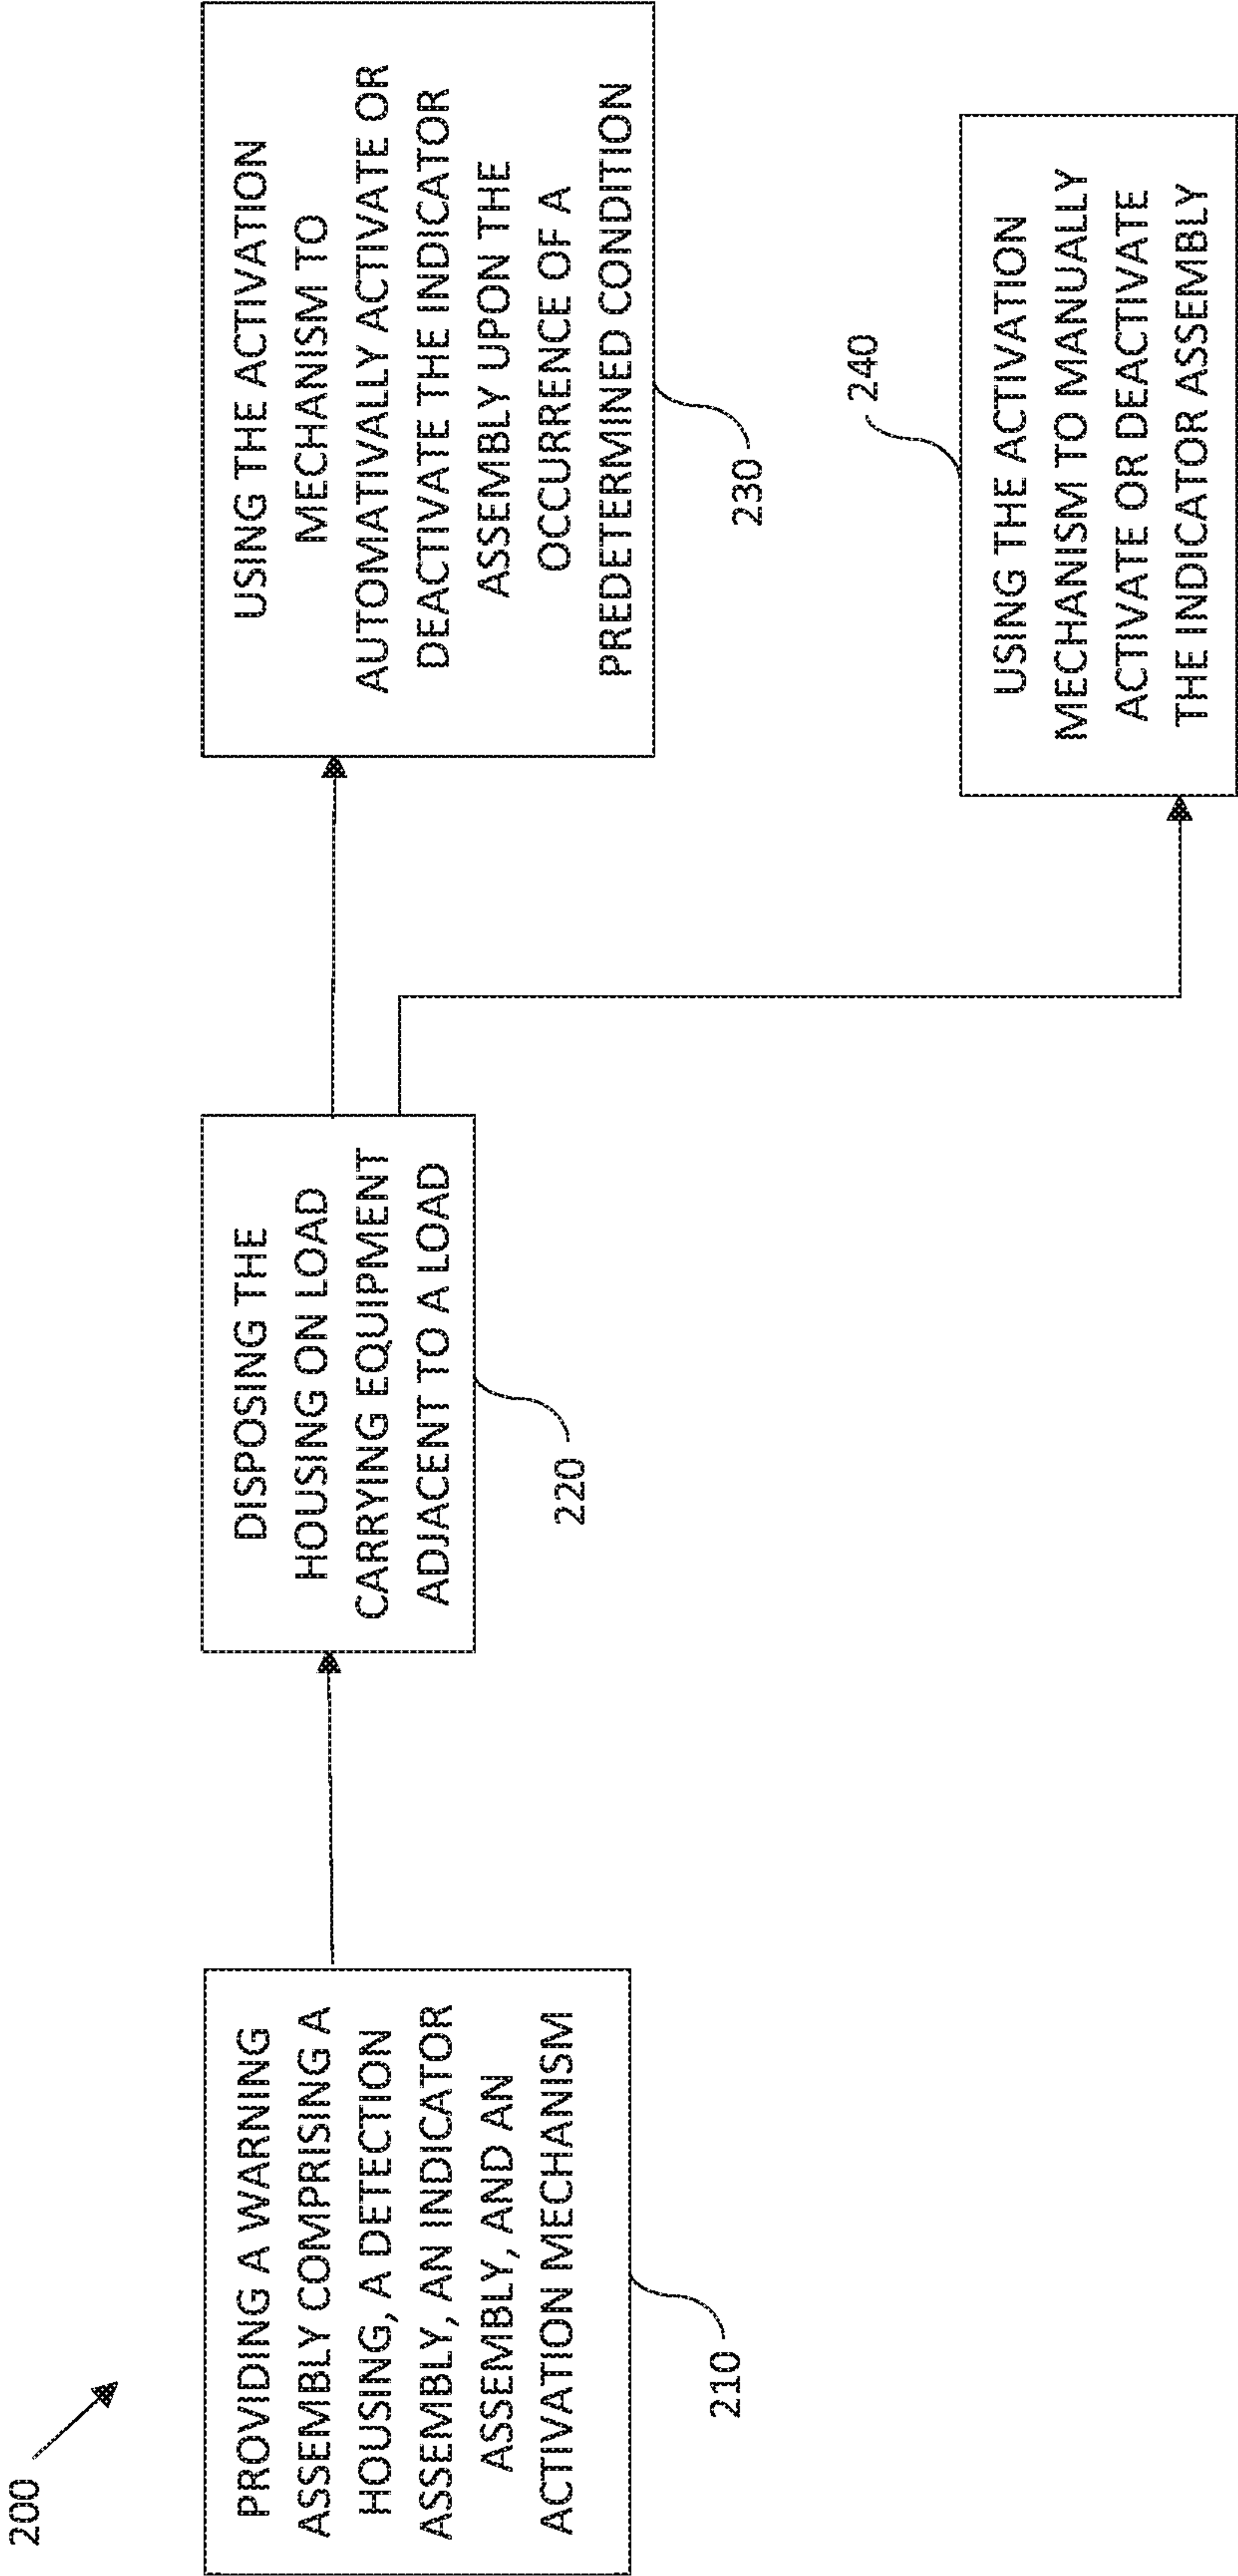 200
PROVIDING A WARNING
ASSEMBLY COMPRISING A
HOUSING, A DETECTION
ASSEMBLY, AN INDICATOR
ASSEMBLY, AND AN
ACTIVATION MECHANISM
210
DISPOSING THE
HOUSING ON LOAD
CARRYING EQUIPMENT
ADJACENT TO A LOAD
220
USING THE ACTIVATION
MECHANISM TO
AUTOMATIVALLY ACTIVATE OR
DEACTIVATE THE INDICATOR
ASSEMBLY UPON THE
OCCURRENCE OF A
PREDETERMINED CONDITION
230
240
USING THE ACTIVATION
MECHANISM TO MANUALLY
ACTIVATE OR DEACTIVATE
THE INDICATOR ASSEMBLY